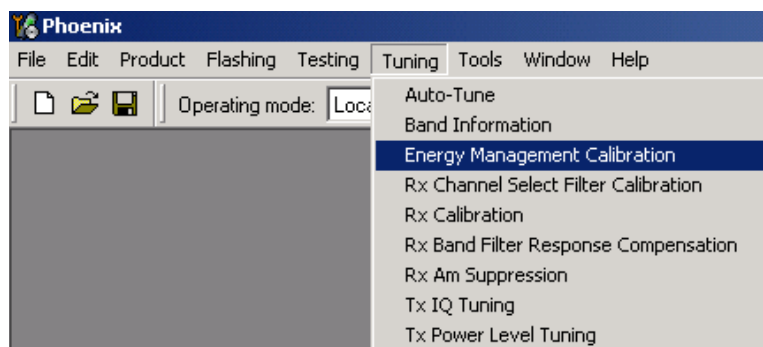 Phoenix
File Edit Product Flashing Testing Tuning Tools Window Help
Operating mode: Loca
Auto-Tune
Band Information
Energy Management Calibration
Rx Channel Select Filter Calibration
Rx Calibration
Rx Band Filter Response Compensation
Rx Am Suppression
Tx IQ Tuning
Tx Power Level Tuning